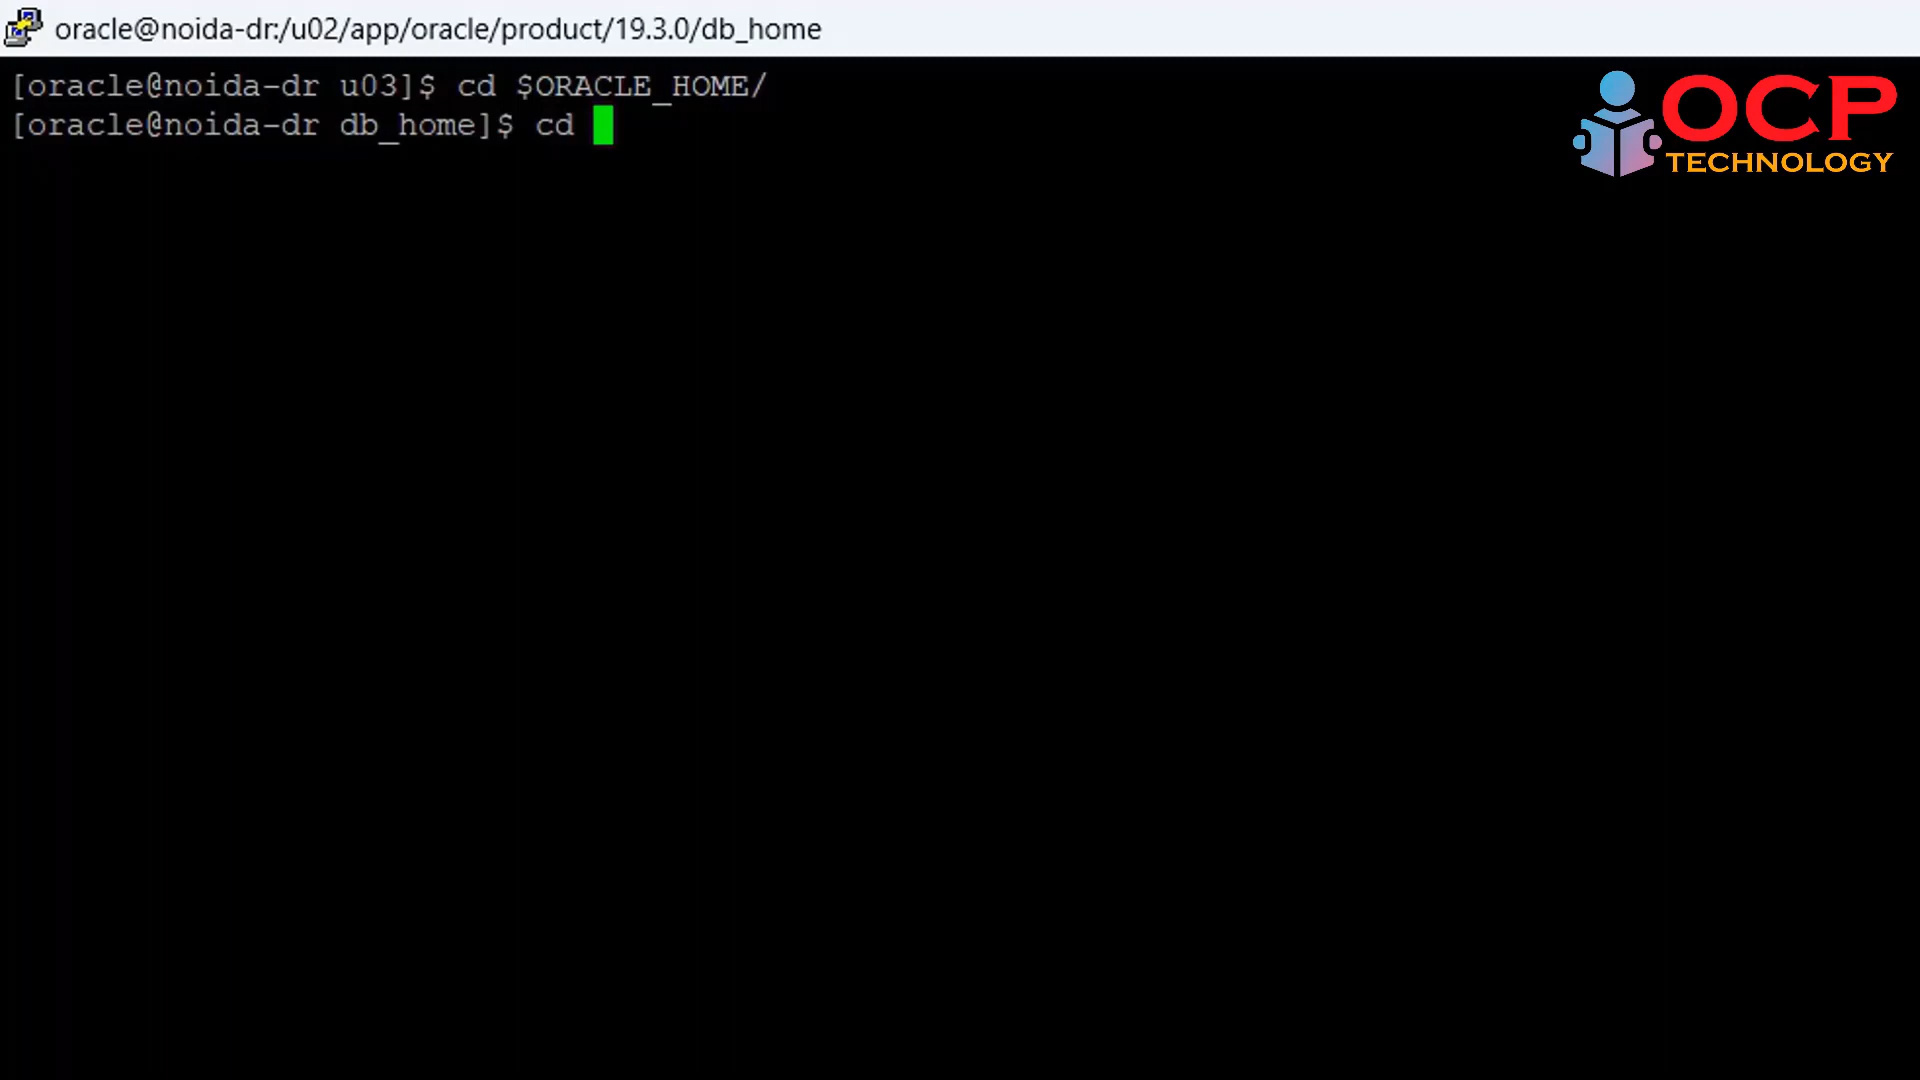 oracle@noida-dr:/u02/app/oracle/product/19.3.0/db_home
[oracle@noida-dr u03]$ cd $ORACLE_HOME/
[oracle@noida-dr db_home]$ cd
OCP
TECHNOLOGY